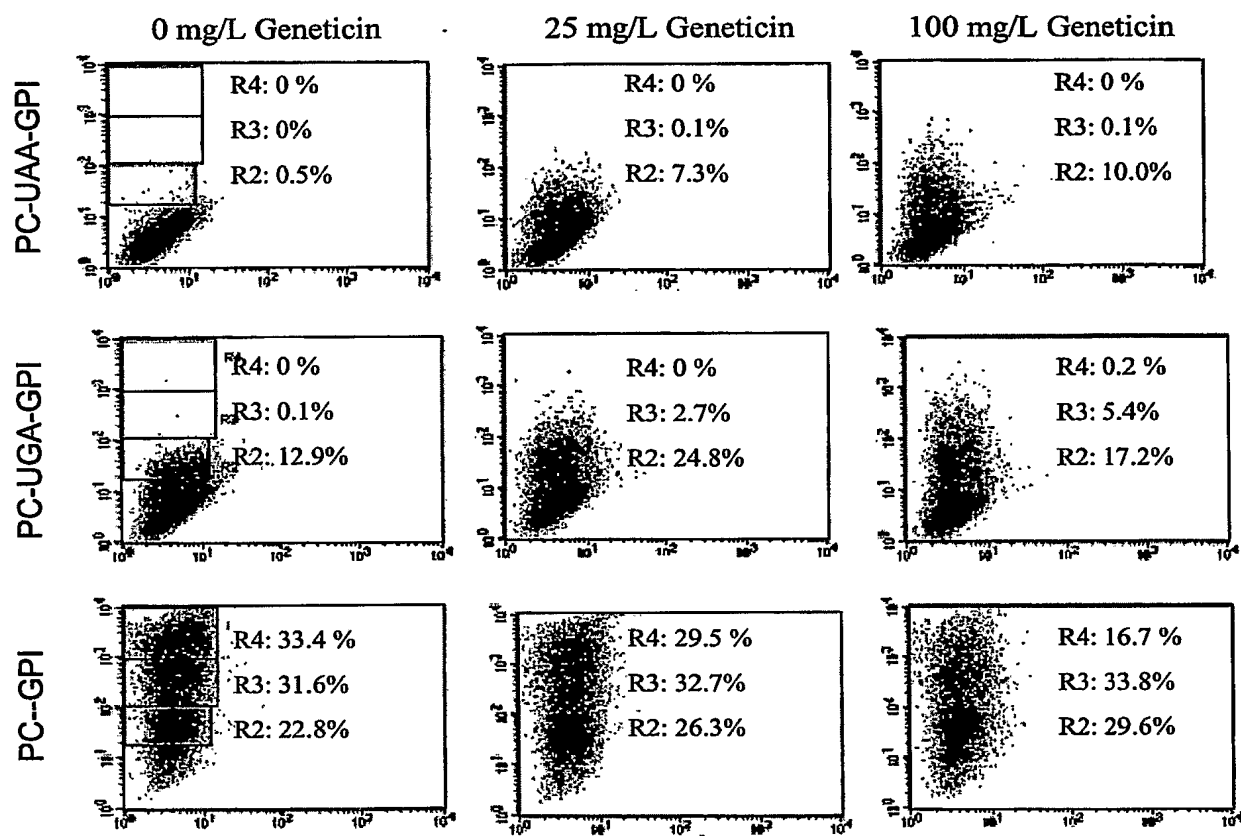 0 mg/L Geneticin
25 mg/L Geneticin
100 mg/L Geneticin
PC-UAA-GPI
R4: 0 %
R3: 0%
R2: 0.5%
R4: 0 %
R3: 0.1%
R2: 7.3%
R4: 0 %
R3: 0.1%
R2: 10.0%
PC-UGA-GPI
R4: 0 %
R3: 0.1%
R2: 12.9%
R4: 0 %
R3: 2.7%
R2: 24.8%
R4: 0.2 %
R3: 5.4%
R2: 17.2%
PC--GPI
R4: 33.4 %
R3: 31.6%
R2: 22.8%
R4: 29.5 %
R3: 32.7%
R2: 26.3%
R4: 16.7 %
R3: 33.8%
R2: 29.6%